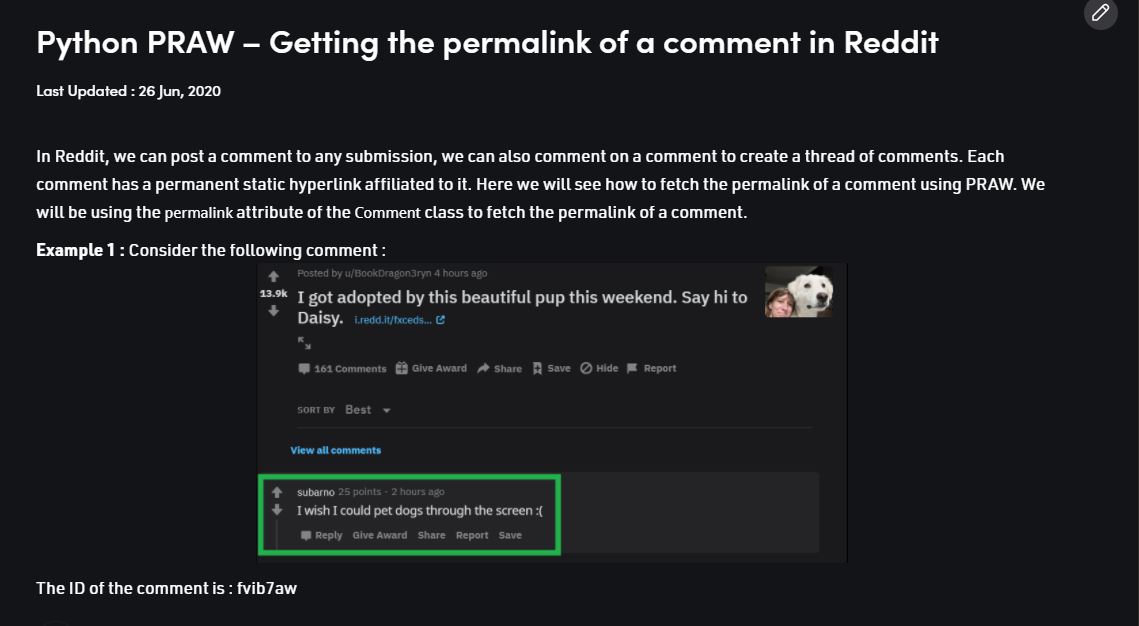 Python PRAW – Getting the permalink of a comment in Reddit
Last Updated : 26 Jun, 2020
In Reddit, we can post a comment to any submission, we can also comment on a comment to create a thread of comments. Each
comment has a permanent static hyperlink affiliated to it. Here we will see how to fetch the permalink of a comment using PRAW. We
will be using the permalink attribute of the Comment class to fetch the permalink of a comment.
Example 1 : Consider the following comment :
Posted by u/BookDragon3ryn 4 hours ago
13.9k
I got adopted by this beautiful pup this weekend. Say hi to
Daisy. i.redd.it/fxceds...
161 Comments Give Award Share Save Hide Report
SORT BY Best
View all comments
subarno 25 points · 2 hours ago
I wish I could pet dogs through the screen :(
Reply Give Award Share Report Save
The ID of the comment is : fvib7aw